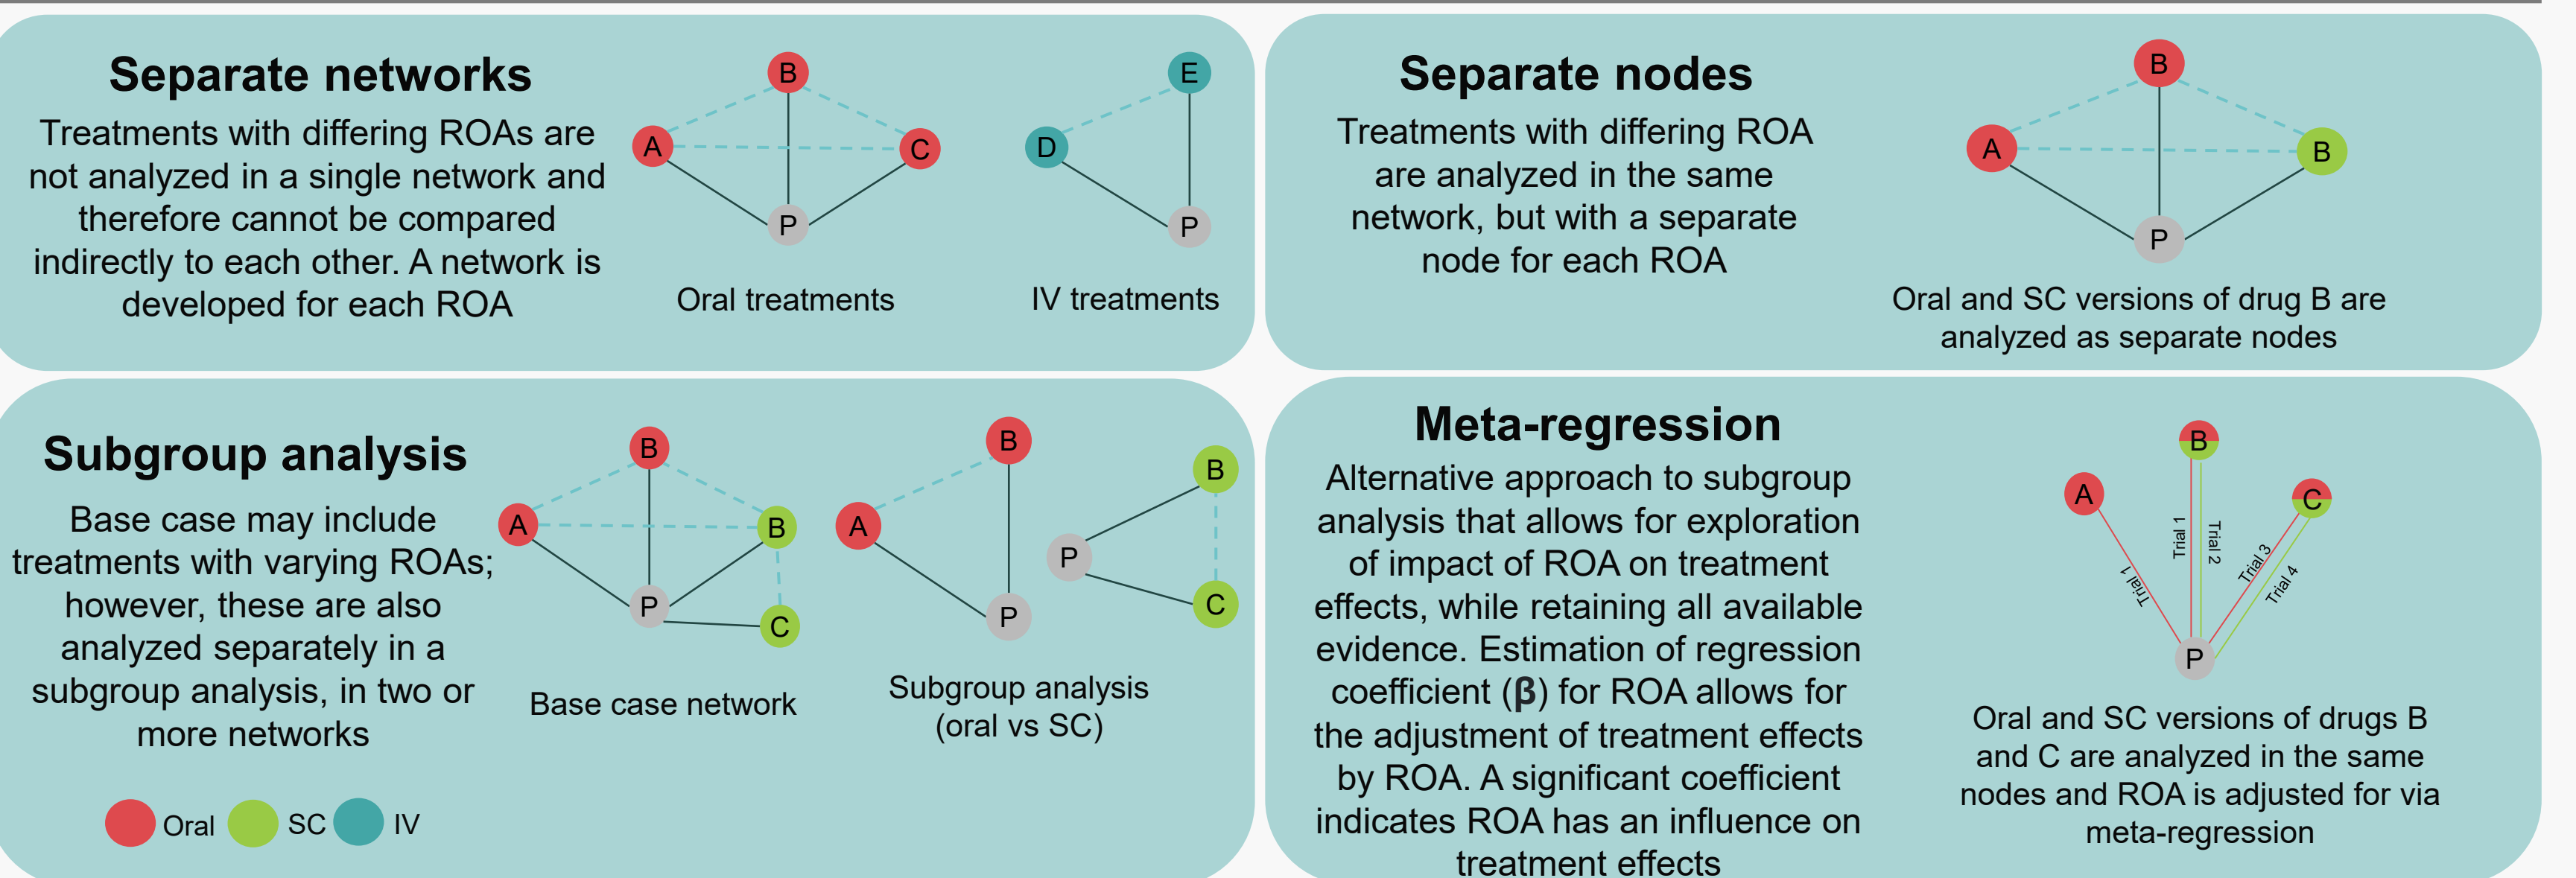 Separate networks
Treatments with differing ROAs are
not analyzed in a single network and
therefore cannot be compared
indirectly to each other. A network is
developed for each ROA
B
A
C
P
Oral treatments
E
D
P
IV treatments
Separate nodes
Treatments with differing ROA
are analyzed in the same
network, but with a separate
node for each ROA
B
A
B
P
Oral and SC versions of drug B are
analyzed as separate nodes
Subgroup analysis
Base case may include
treatments with varying ROAs;
however, these are also
analyzed separately in a
subgroup analysis, in two or
more networks
B
A
B
P
C
Base case network
B
A
P
B
P
C
Subgroup analysis
(oral vs SC)
Oral
SC
IV
Meta-regression
Alternative approach to subgroup
analysis that allows for exploration
of impact of ROA on treatment
effects, while retaining all available
evidence. Estimation of regression
coefficient (β) for ROA allows for
the adjustment of treatment effects
by ROA. A significant coefficient
indicates ROA has an influence on
treatment effects
B
A
C
Trial 1
Trial 1
Trial 2
Trial 3
Trial 4
P
Oral and SC versions of drugs B
and C are analyzed in the same
nodes and ROA is adjusted for via
meta-regression